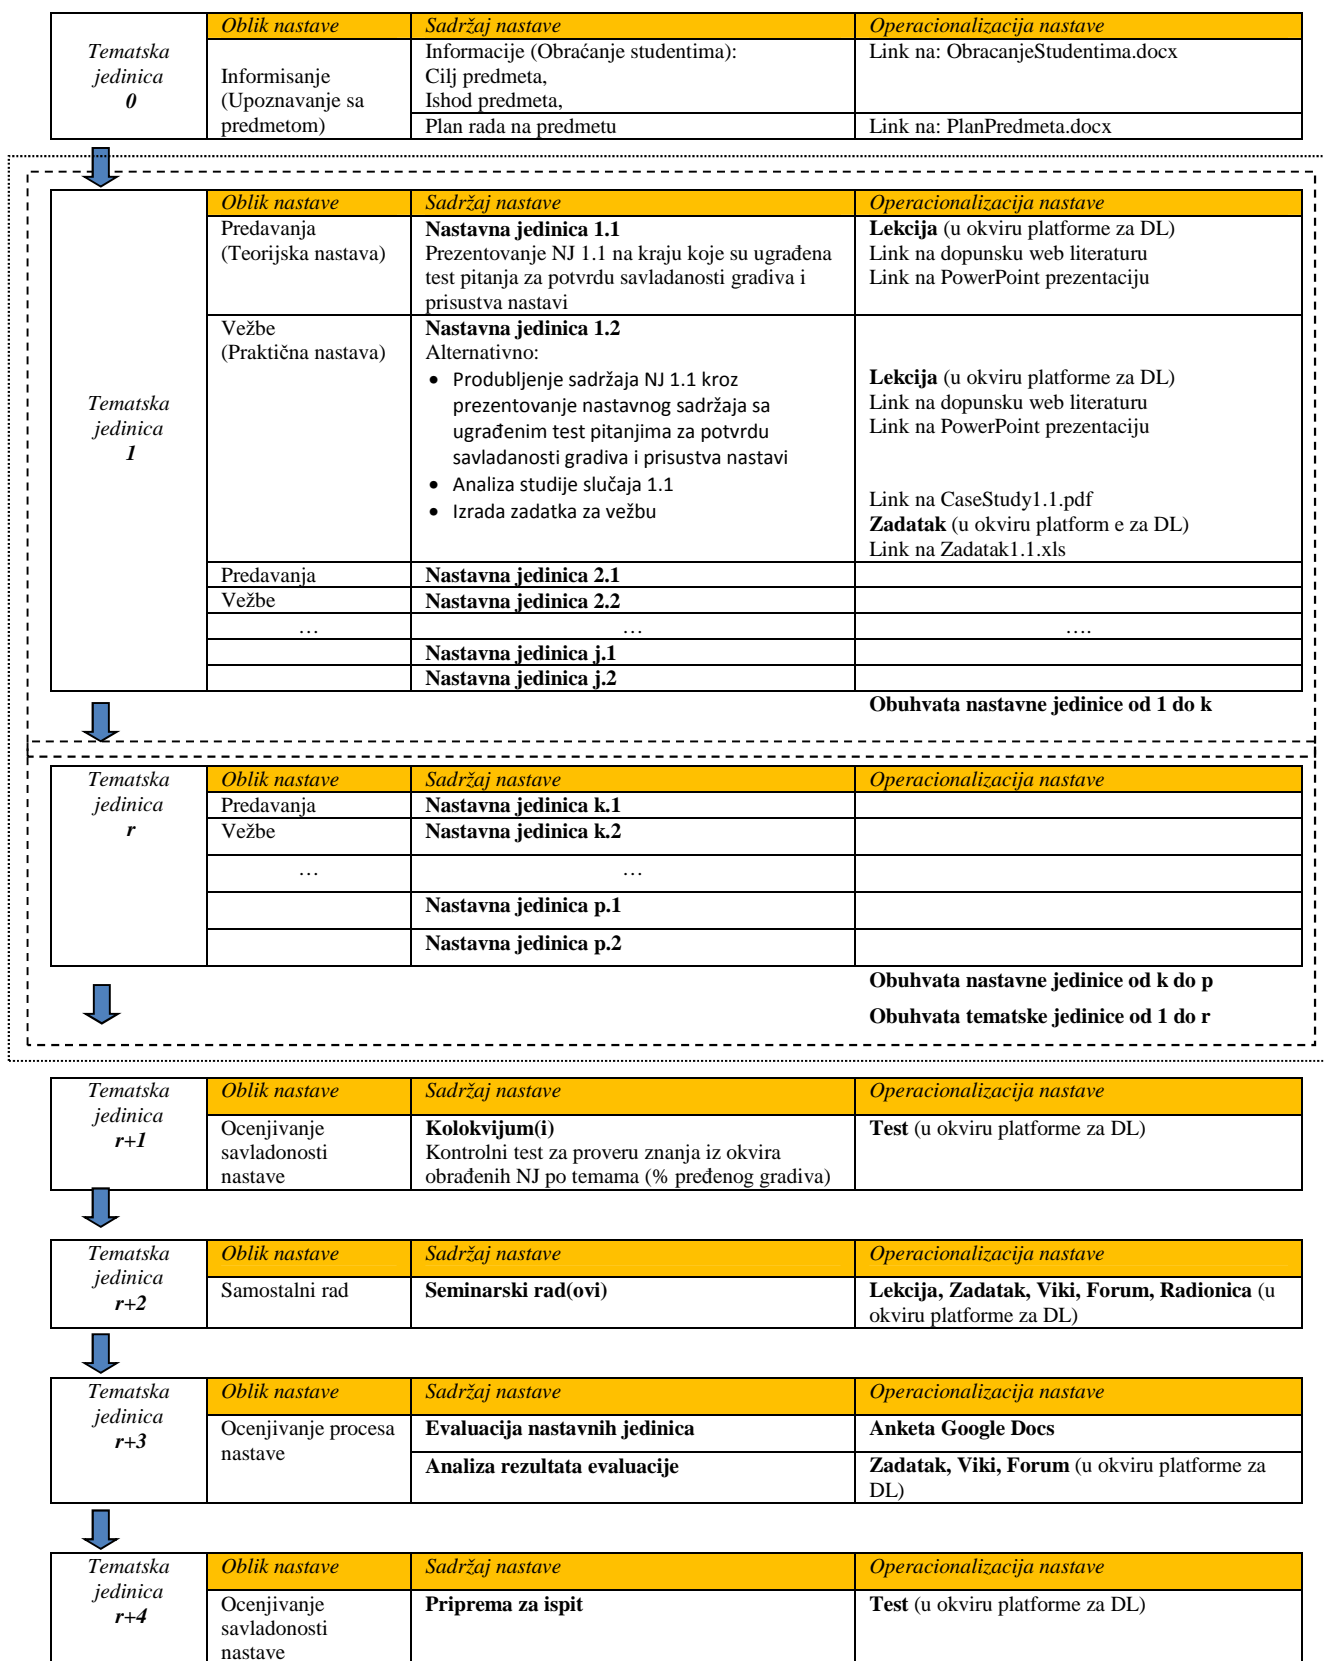 Oblik nastave Sadržaj nastave Operacionalizacija nastave
Tematska jedinica 0
Informisanje
(Upoznavanje sa
predmetom)
Informacije (Obraćanje studentima):
Cilj predmeta,
Ishod predmeta,
Link na: ObracanjeStudentima.docx
Plan rada na predmetu
Link na: PlanPredmeta.docx
Oblik nastave Sadržaj nastave Operacionalizacija nastave
Tematska
jedinica
1
Predavanja
(Teorijska nastava)
Nastavna jedinica 1.1
Prezentovanje NJ 1.1 na kraju koje su ugrađena
test pitanja za potvrdu savladanosti gradiva i
prisustva nastavi
Lekcija (u okviru platforme za DL)
Link na dopunsku web literaturu
Link na PowerPoint prezentaciju
Vežbe
(Praktična nastava)
Nastavna jedinica 1.2
Alternativno:
• Produbljenje sadržaja NJ 1.1 kroz
prezentovanje nastavnog sadržaja sa
ugrađenim test pitanjima za potvrdu
savladanosti gradiva i prisustva nastavi
• Analiza studije slučaja 1.1
• Izrada zadatka za vežbu
Lekcija (u okviru platforme za DL)
Link na dopunsku web literaturu
Link na PowerPoint prezentaciju
Link na CaseStudy1.1.pdf
Zadatak (u okviru platform e za DL)
Link na Zadatak1.1.xls
Predavanja Nastavna jedinica 2.1
Vežbe Nastavna jedinica 2.2
… … ….
Nastavna jedinica j.1
Nastavna jedinica j.2
Obuhvata nastavne jedinice od 1 do k
Tematska
jedinica
r
Oblik nastave Sadržaj nastave Operacionalizacija nastave
Predavanja Nastavna jedinica k.1
Vežbe Nastavna jedinica k.2
… …
Nastavna jedinica p.1
Nastavna jedinica p.2
Obuhvata nastavne jedinice od k do p
Obuhvata tematske jedinice od 1 do r
Tematska
jedinica
r+1
Oblik nastave Sadržaj nastave Operacionalizacija nastave
Ocenjivanje
savladonosti
nastave
Kolokvijum(i)
Kontrolni test za proveru znanja iz okvira
obrađenih NJ po temama (% pređenog gradiva)
Test (u okviru platforme za DL)
Tematska
jedinica
r+2
Oblik nastave Sadržaj nastave Operacionalizacija nastave
Samostalni rad
Seminarski rad(ovi)
Lekcija, Zadatak, Viki, Forum, Radionica (u
okviru platforme za DL)
Tematska
jedinica
r+3
Oblik nastave Sadržaj nastave Operacionalizacija nastave
Ocenjivanje procesa
nastave
Evaluacija nastavnih jedinica
Anketa Google Docs
Analiza rezultata evaluacije
Zadatak, Viki, Forum (u okviru platforme za
DL)
Tematska
jedinica
r+4
Oblik nastave Sadržaj nastave Operacionalizacija nastave
Ocenjivanje
savladonosti
nastave
Priprema za ispit
Test (u okviru platforme za DL)